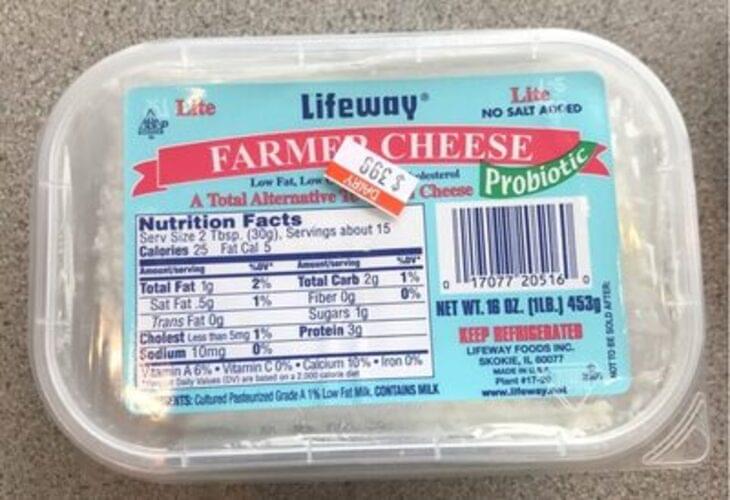 Lite
Lifeway®
Lite
NO SALT ADDED
FARMER CHEESE
Probiotic
Low Fat, Low
A Total Alternative
Cheese
DAIRY
$ 3.99
Nutrition Facts
Serv Size 2 Tbsp. (30g), Servings about 15
Calories 25 Fat Cal 5
Amount/serving %DV* Amount/serving %DV*
Total Fat 1g 2% Total Carb 2g 1%
Sat Fat .5g 1% Fiber 0g 0%
Trans Fat 0g Sugars 1g
Cholest Less than 5mg 1% Protein 3g
Sodium 10mg 0%
Vitamin A 6% • Vitamin C 0% • Calcium 10% • Iron 0%
Daily Values (DV) are based on a 2,000 calorie diet
ENTS: Cultured Pasteurized Grade A 1% Low Fat Milk. CONTAINS MILK
0 17077 20516 0
NET WT. 16 OZ. (1LB.) 453g
KEEP REFRIGERATED
LIFEWAY FOODS INC.
SKOKIE, IL 60077
MADE IN U.S.A.
Plant #17-20
www.lifeway.net
NOT TO BE SOLD AFTER: